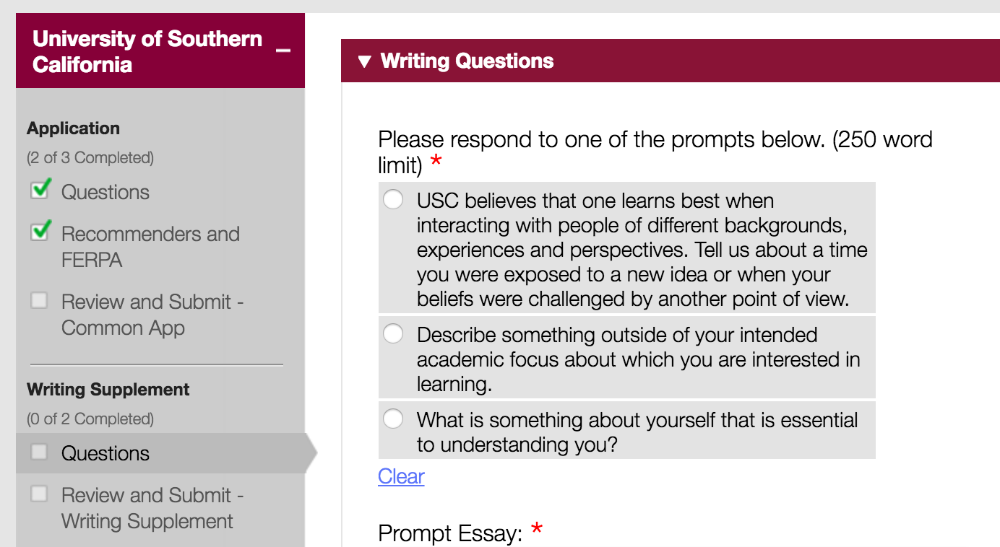 University of Southern
California
Application
(2 of 3 Completed)
Questions
Recommenders and
FERPA
Review and Submit -
Common App
Writing Supplement
(0 of 2 Completed)
Questions
Review and Submit -
Writing Supplement
Writing Questions
Please respond to one of the prompts below. (250 word
limit) *
USC believes that one learns best when
interacting with people of different backgrounds,
experiences and perspectives. Tell us about a time
you were exposed to a new idea or when your
beliefs were challenged by another point of view.
Describe something outside of your intended
academic focus about which you are interested in
learning.
What is something about yourself that is essential
to understanding you?
Clear
Prompt Essay: *